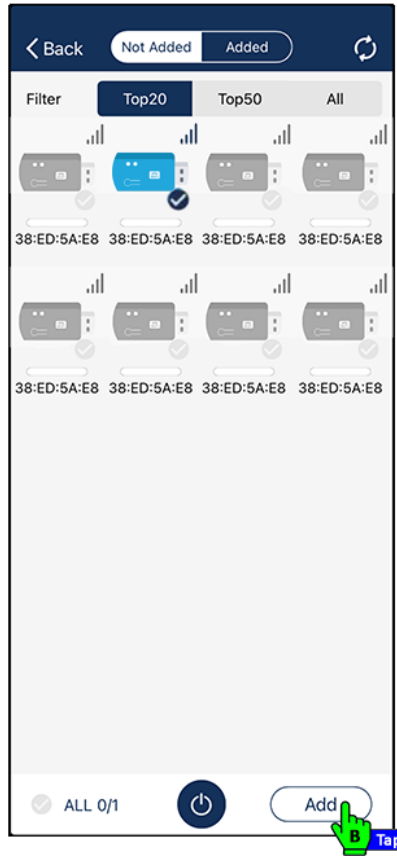 Back Not Added Added
Filter Top20 Top50 All
38:ED:5A:E8 38:ED:5A:E8 38:ED:5A:E8 38:ED:5A:E8
38:ED:5A:E8 38:ED:5A:E8 38:ED:5A:E8 38:ED:5A:E8
ALL 0/1 Add
B Tap